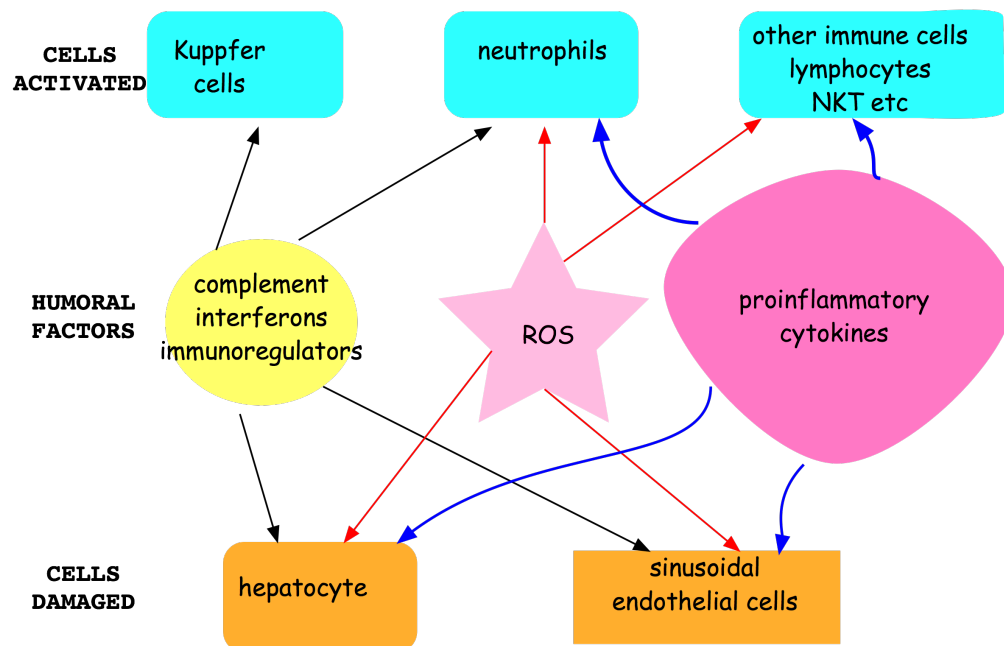 CELLS
ACTIVATED
Kuppfer
cells
neutrophils
other immune cells
lymphocytes
NKT etc
HUMORAL
FACTORS
complement
interferons
immunoregulators
ROS
proinflammatory
cytokines
CELLS
DAMAGED
hepatocyte
sinusoidal
endothelial cells